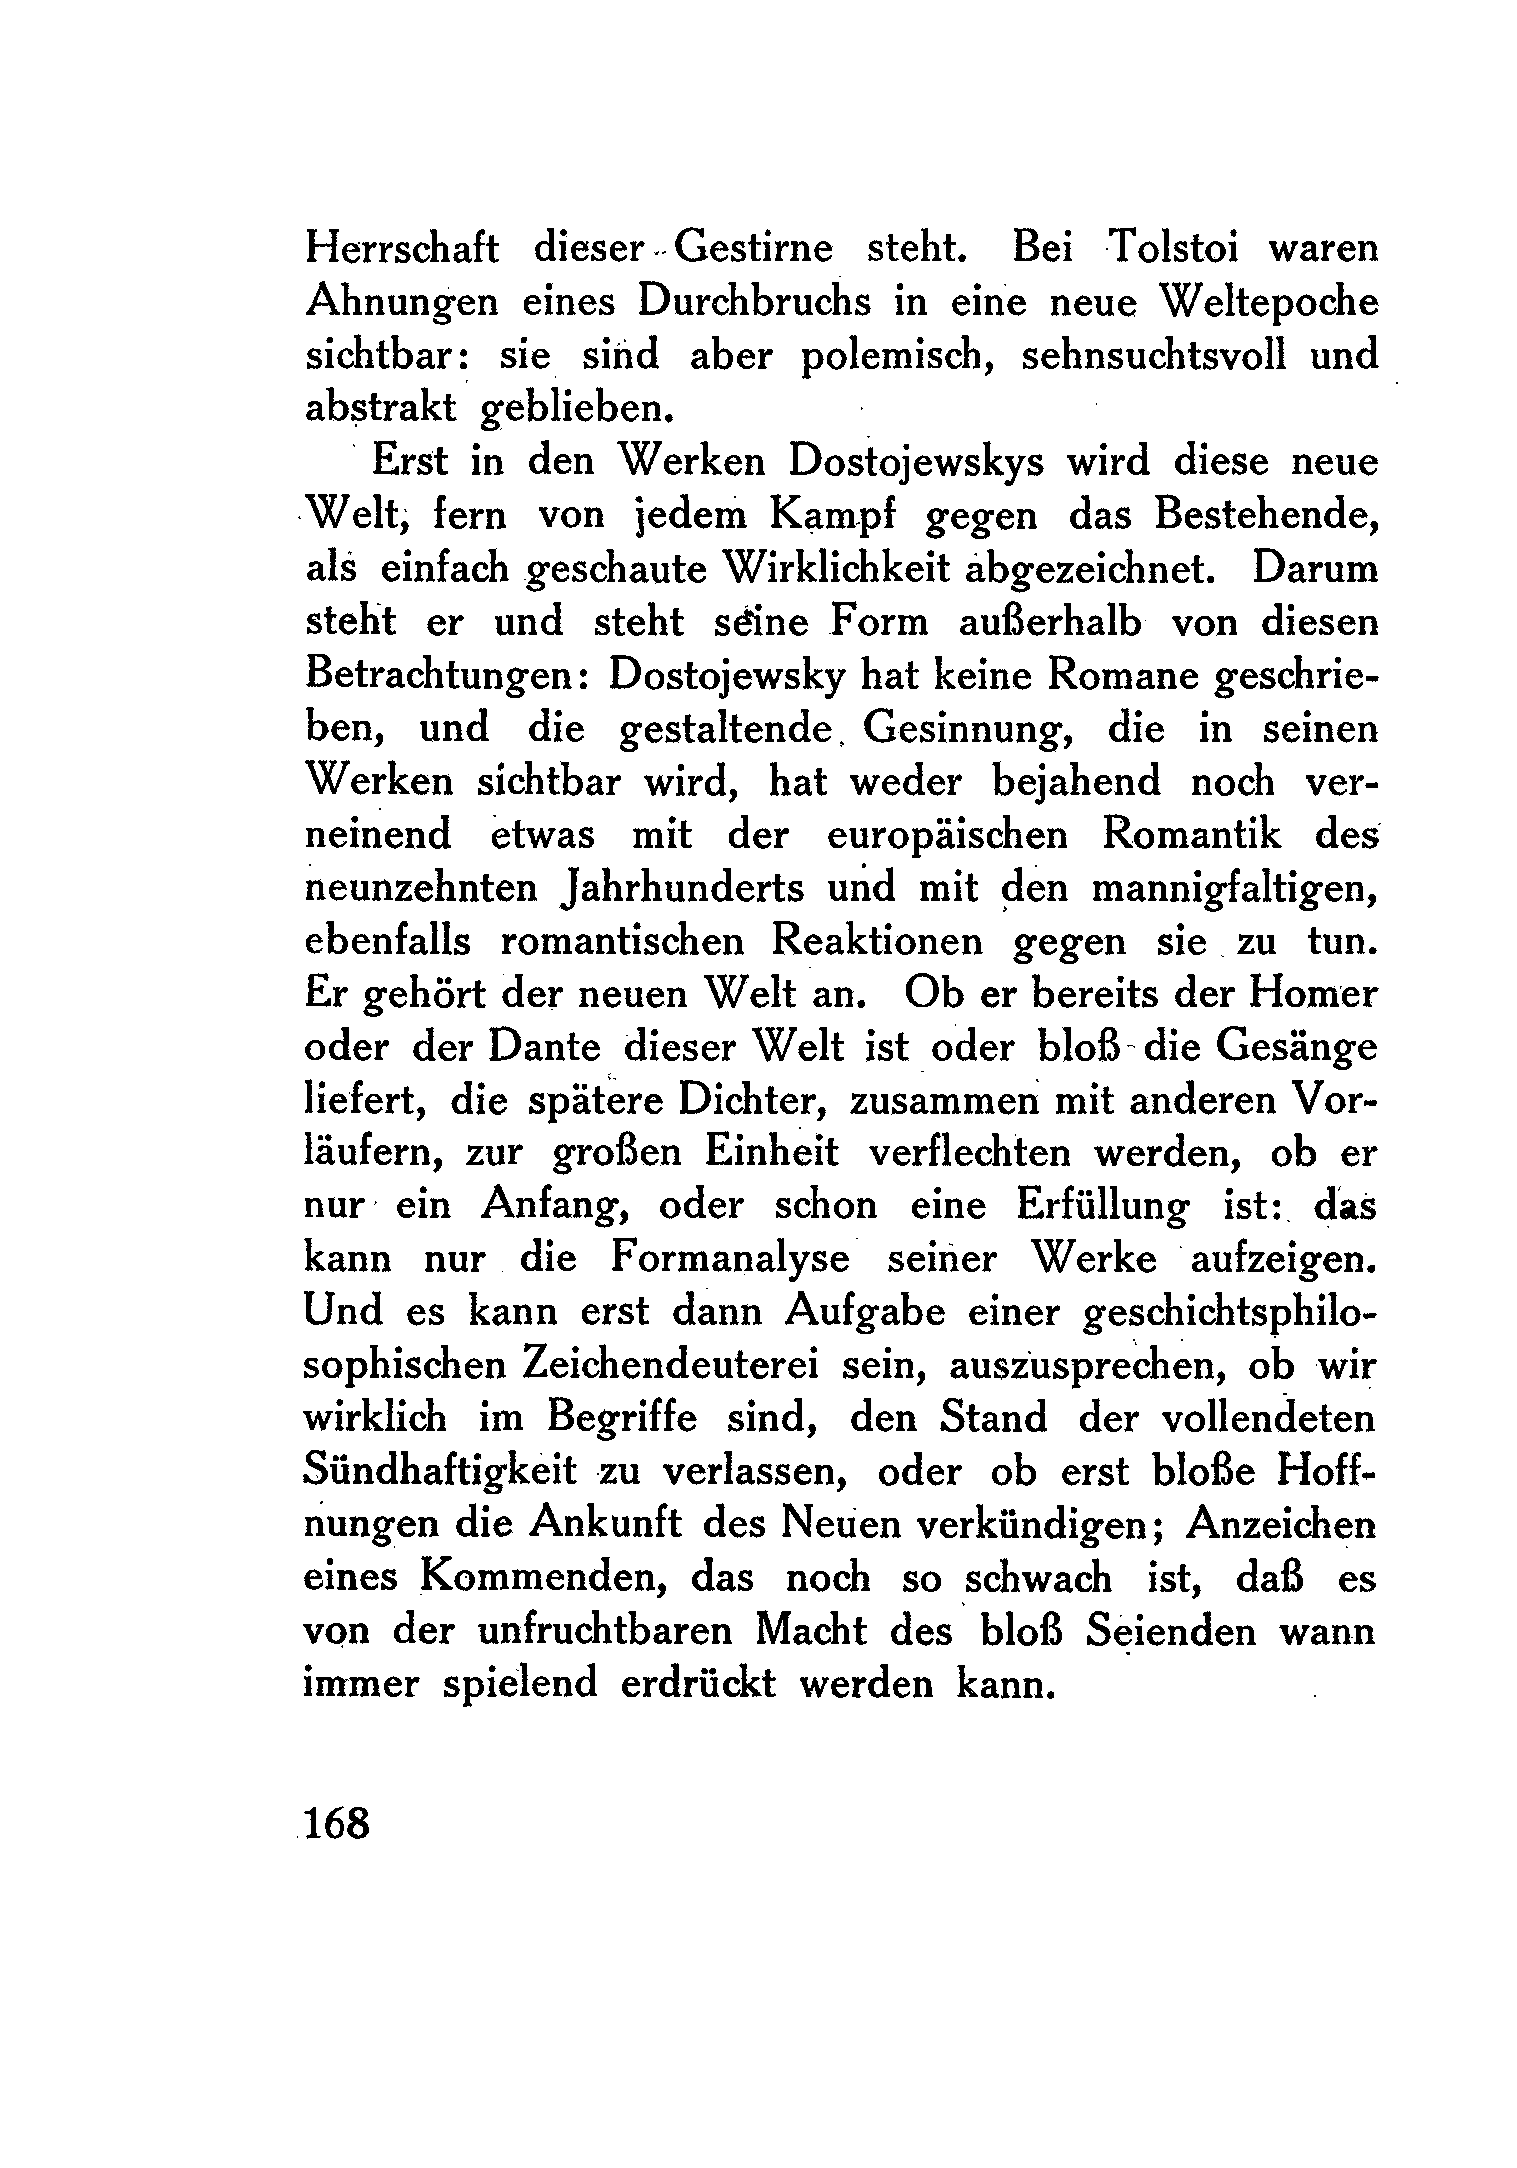 Herrschaft dieser Gestirne steht. Bei Tolstoi waren
Ahnungen eines Durchbruchs in eine neue Weltepoche
sichtbar: sie sind aber polemisch, sehnsuchtsvoll und
abstrakt geblieben.
Erst in den Werken Dostojewskys wird diese neue
Welt, fern von jedem Kampf gegen das Bestehende,
als einfach geschaute Wirklichkeit abgezeichnet. Darum
steht er und steht seine Form außerhalb von diesen
Betrachtungen: Dostojewsky hat keine Romane geschrie-
ben, und die gestaltende Gesinnung, die in seinen
Werken sichtbar wird, hat weder bejahend noch ver-
neinend etwas mit der europäischen Romantik des
neunzehnten Jahrhunderts und mit den mannigfaltigen,
ebenfalls romantischen Reaktionen gegen sie zu tun.
Er gehört der neuen Welt an. Ob er bereits der Homer
oder der Dante dieser Welt ist oder bloß die Gesänge
liefert, die spätere Dichter, zusammen mit anderen Vor-
läufern, zur großen Einheit verflechten werden, ob er
nur ein Anfang, oder schon eine Erfüllung ist: das
kann nur die Formanalyse seiner Werke aufzeigen.
Und es kann erst dann Aufgabe einer geschichtsphilo-
sophischen Zeichendeuterei sein, auszusprechen, ob wir
wirklich im Begriffe sind, den Stand der vollendeten
Sündhaftigkeit zu verlassen, oder ob erst bloße Hoff-
nungen die Ankunft des Neuen verkündigen; Anzeichen
eines Kommenden, das noch so schwach ist, daß es
von der unfruchtbaren Macht des bloß Seienden wann
immer spielend erdrückt werden kann.
168